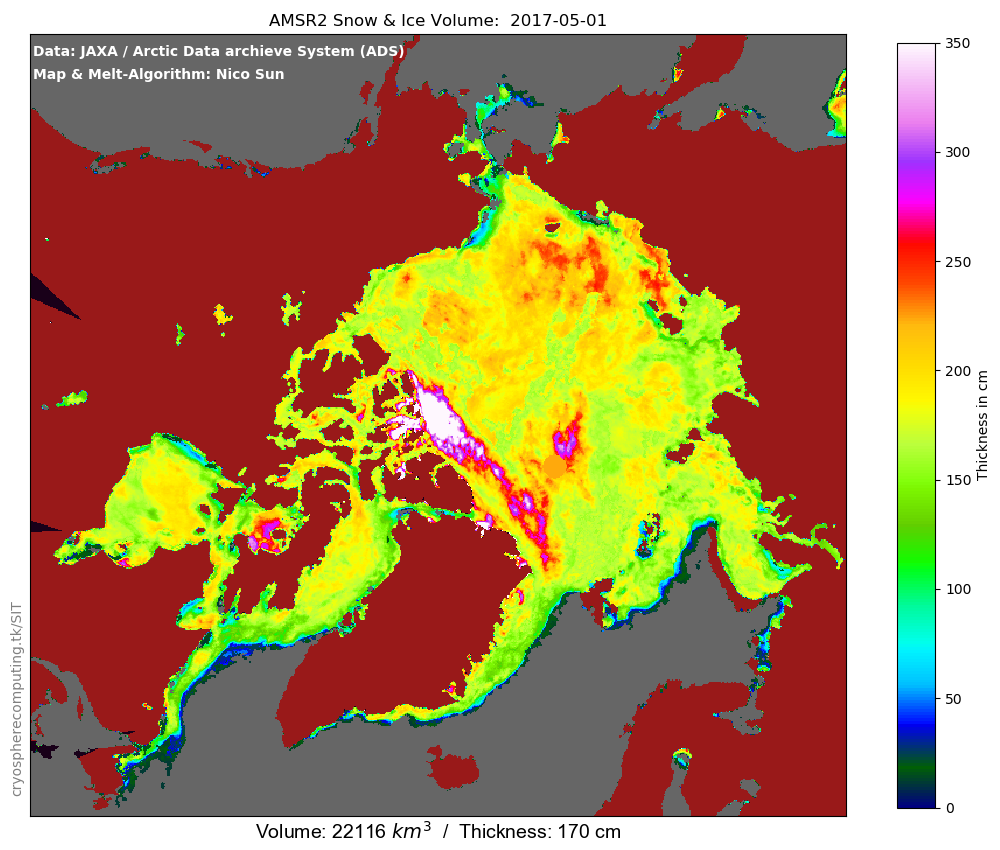 AMSR2 Snow & Ice Volume:  2017-05-01
Data: JAXA / Arctic Data archieve System (ADS)
Map & Melt-Algorithm: Nico Sun
350
300
250
200
150
100
50
0
Thickness in cm
cryospherecomputing.tk/SIT
Volume: 22116 km³  /  Thickness: 170 cm